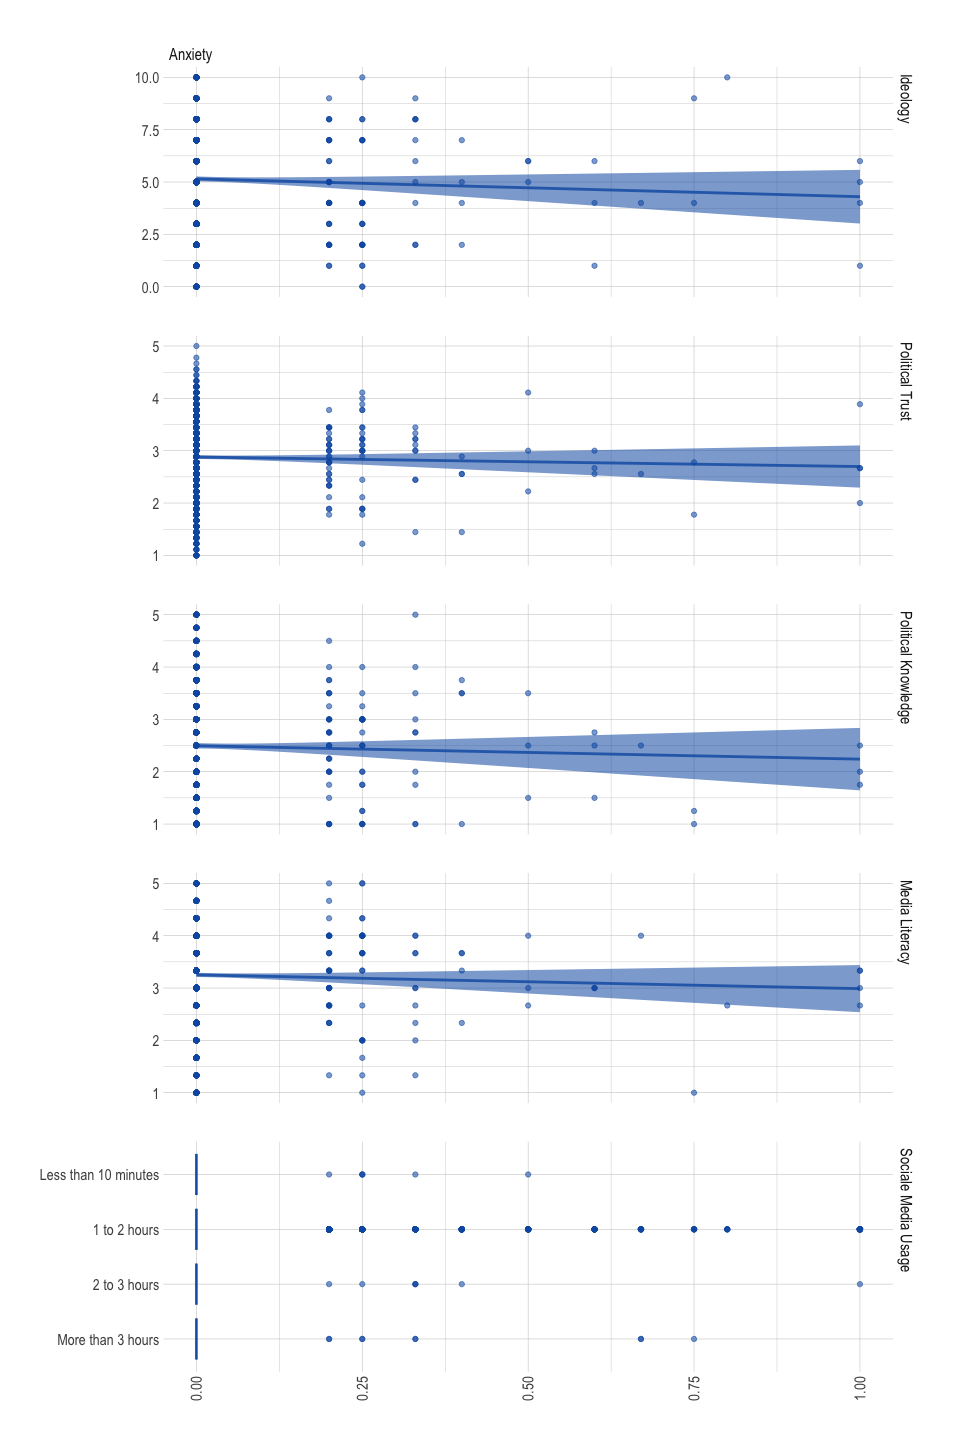 Anxiety
10.0
7.5
5.0
2.5
0.0
Ideology
5
4
3
2
1
Political Trust
5
4
3
2
1
Political Knowledge
5
4
3
2
1
Media Literacy
Less than 10 minutes
1 to 2 hours
2 to 3 hours
More than 3 hours
Sociale Media Usage
0.00
0.25
0.50
0.75
1.00